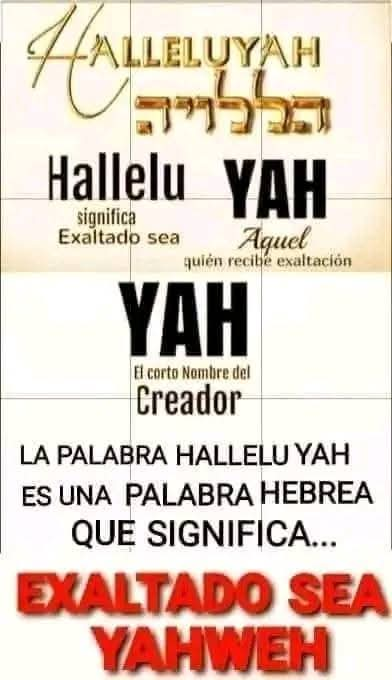 HALLELUYAH
הללויה
Hallelu YAH
significa
Exaltado sea
Aquel
quién recibe exaltación
YAH
El corto Nombre del
Creador
LA PALABRA HALLELU YAH
ES UNA PALABRA HEBREA
QUE SIGNIFICA...
EXALTADO SEA
YAHWEH